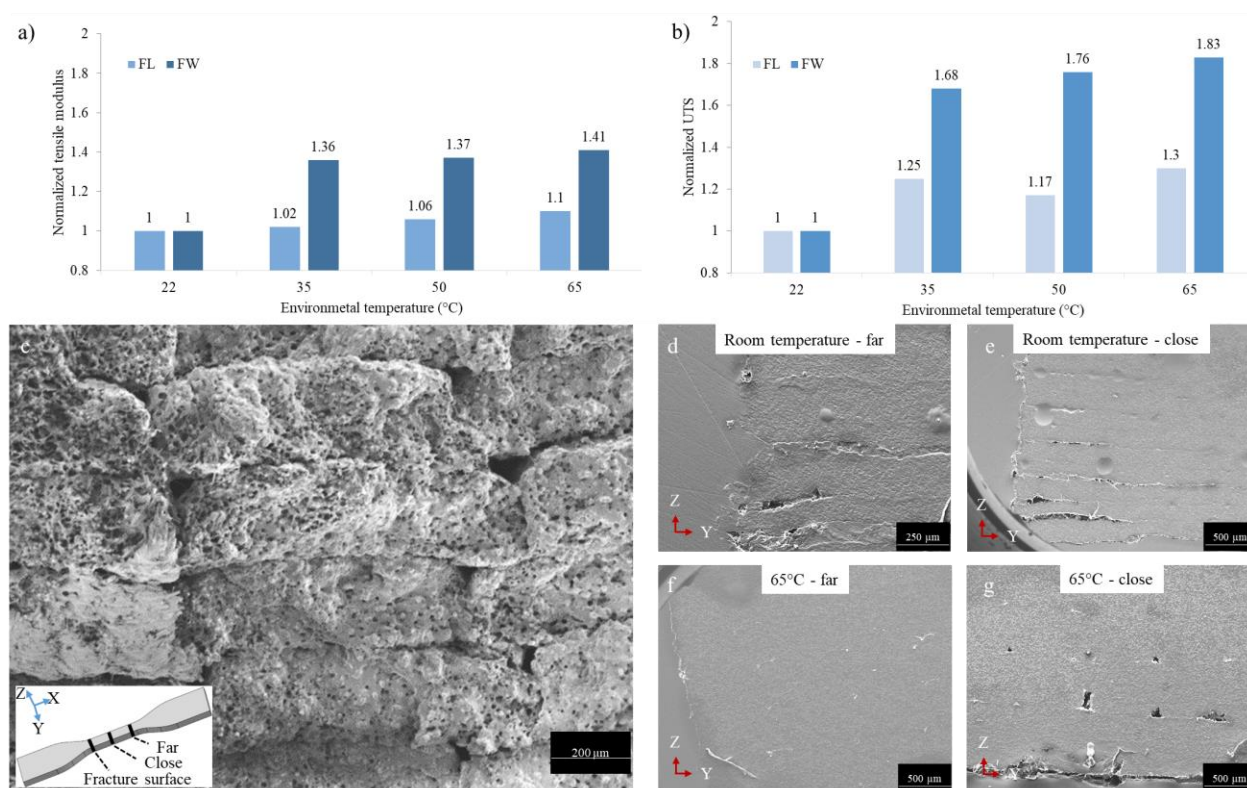 a)
2
1.8
1.6
1.4
1.2
1
0.8
Normalized tensile modulus
FL FW
1 1
1.02 1.36
1.06 1.37
1.1 1.41
22 35 50 65
Environmetal temperature (°C)
b)
2
1.8
1.6
1.4
1.2
1
0.8
Normalized UTS
FL FW
1 1
1.25 1.68
1.17 1.76
1.3 1.83
22 35 50 65
Environmetal temperature (°C)
c
Z X
Y
Far
Close
Fracture surface
200 µm
d
Room temperature - far
Z
Y
250 µm
e
Room temperature - close
Z
Y
500 µm
f
65°C - far
Z
Y
500 µm
g
65°C - close
Z
Y
500 µm